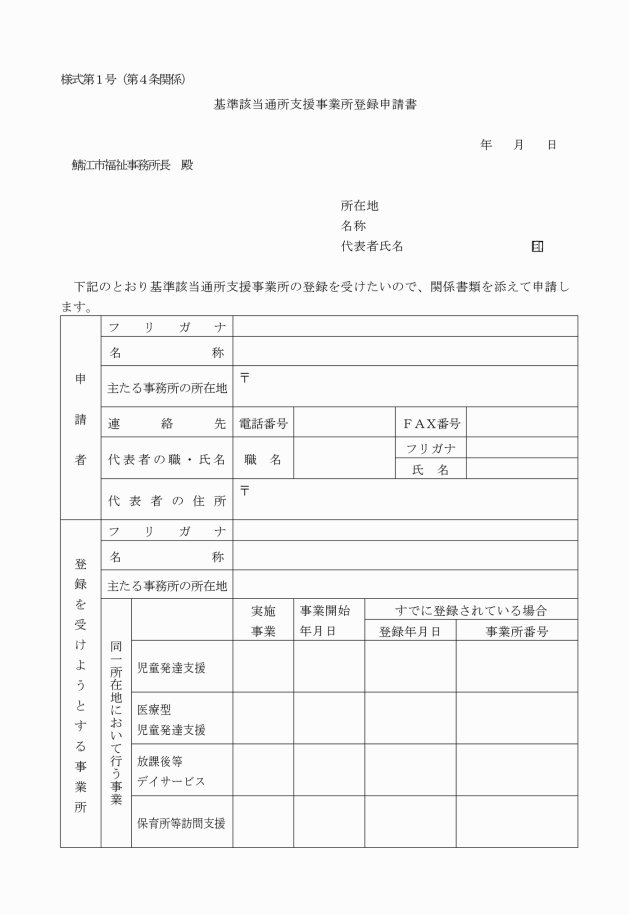 様式第１号（第４条関係）
基準該当通所支援事業所登録申請書
年　月　日
鯖江市福祉事務所長　殿
所在地
名称
代表者氏名　印
下記のとおり基準該当通所支援事業所の登録を受けたいので、関係書類を添えて申請し
ます。
申請者
フリガナ
名称
主たる事務所の所在地　〒
連絡先　電話番号　ＦＡＸ番号
代表者の職・氏名　職名　フリガナ
氏名
代表者の住所　〒
登録を受けようとする事業所
フリガナ
名称
主たる事務所の所在地
同一所在地において行う事業
実施　事業開始　すでに登録されている場合
事業　年月日　登録年月日　事業所番号
児童発達支援
医療型
児童発達支援
放課後等
デイサービス
保育所等訪問支援